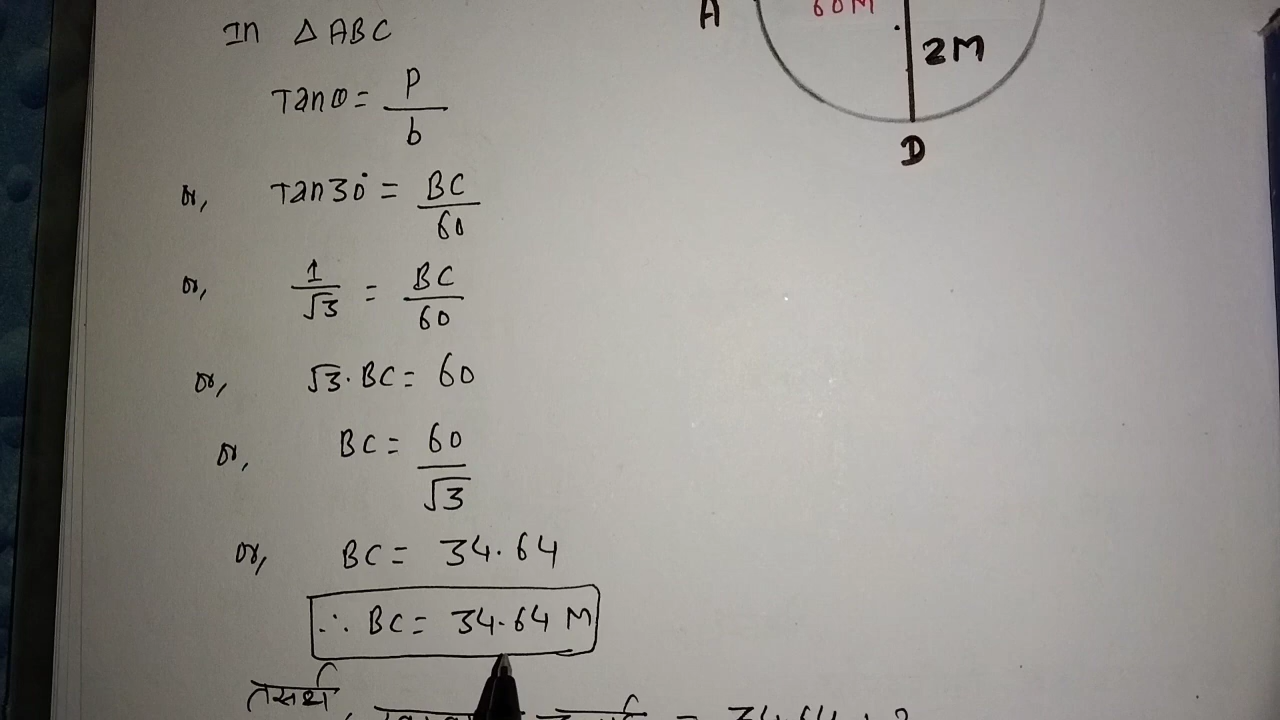 In △ABC
Tanθ = p/b
or, Tan30° = BC/60
or, 1/√3 = BC/60
or, √3·BC = 60
or, BC = 60/√3
or, BC = 34.64
∴ BC = 34.64 M
तसर्थ,
A 60M
2M
D